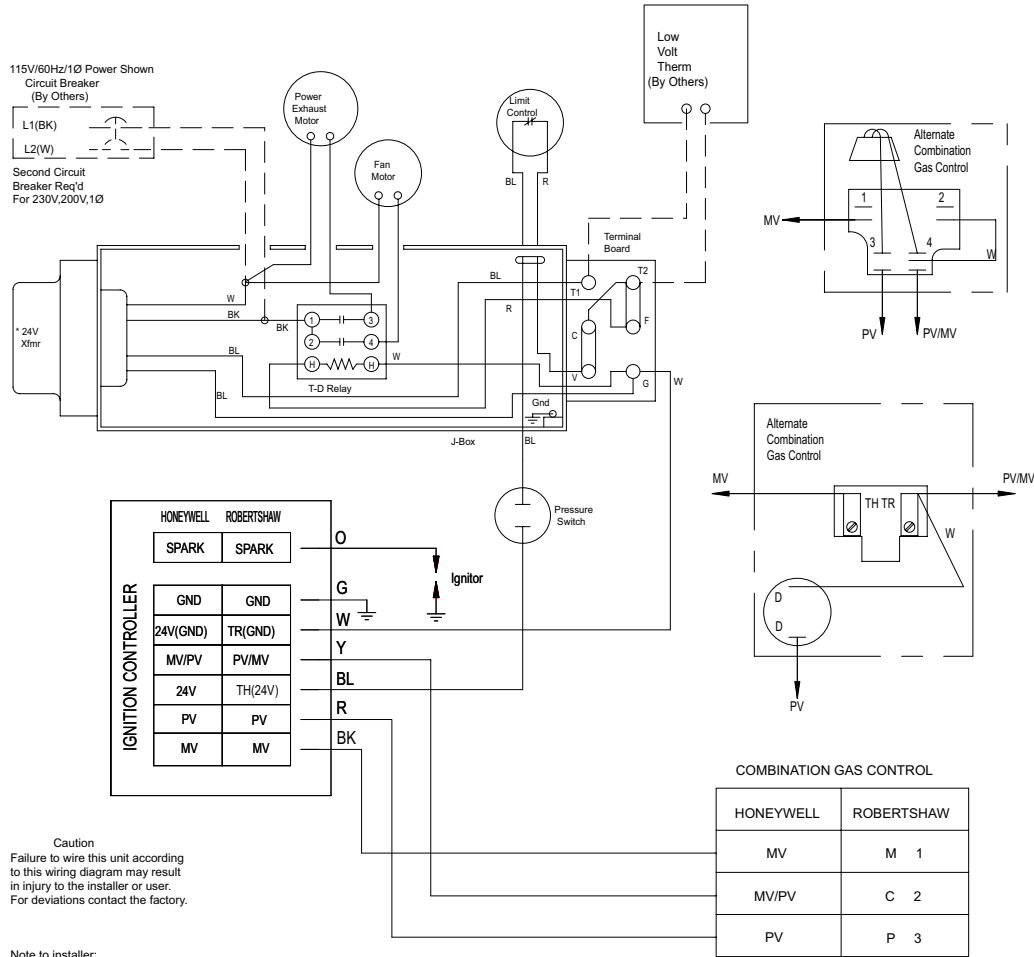 115V/60Hz/1Ø Power Shown
Circuit Breaker
(By Others)
L1(BK)
L2(W)
Second Circuit
Breaker Req'd
For 230V,200V,1Ø
Power
Exhaust
Motor
Fan
Motor
Limit
Control
BL
R
Low
Volt
Therm
(By Others)
Terminal
Board
Alternate
Combination
Gas Control
1
2
MV
3
4
W
PV
PV/MV
* 24V
Xfmr
W
BK
BK
BL
BL
1
3
2
4
H
H
W
T-D Relay
BL
R
T1
T2
C
F
V
G
W
Gnd
J-Box
BL
Pressure
Switch
Alternate
Combination
Gas Control
MV
PV/MV
TH TR
W
D
D
PV
IGNITION CONTROLLER
HONEYWELL ROBERTSHAW
SPARK SPARK
GND GND
24V(GND) TR(GND)
MV/PV PV/MV
24V TH(24V)
PV PV
MV MV
O
G
W
Y
BL
R
BK
Ignitor
COMBINATION GAS CONTROL
HONEYWELL ROBERTSHAW
MV M 1
MV/PV C 2
PV P 3
Caution
Failure to wire this unit according
to this wiring diagram may result
in injury to the installer or user.
For deviations contact the factory.
Note to installer: